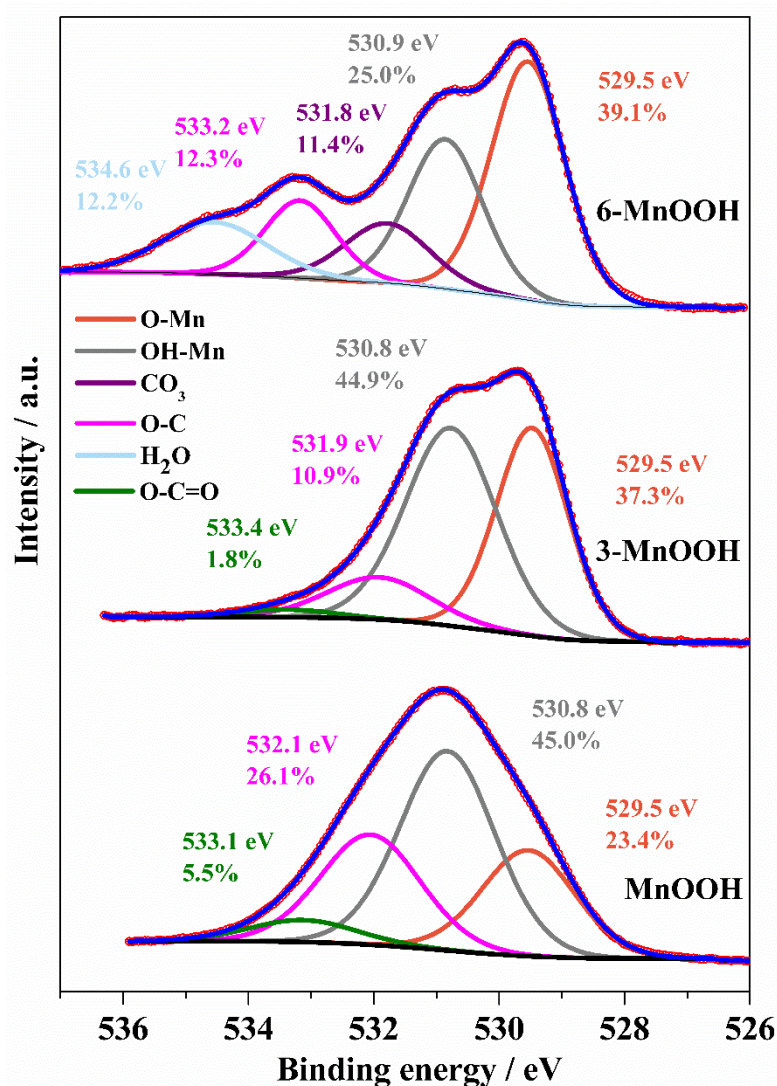 530.9 eV
25.0%
529.5 eV
39.1%
531.8 eV
11.4%
533.2 eV
12.3%
534.6 eV
12.2%
6-MnOOH
O-Mn
OH-Mn
CO3
O-C
H2O
O-C=O
530.8 eV
44.9%
531.9 eV
10.9%
529.5 eV
37.3%
533.4 eV
1.8%
3-MnOOH
530.8 eV
45.0%
532.1 eV
26.1%
529.5 eV
23.4%
533.1 eV
5.5%
MnOOH
Intensity / a.u.
536 534 532 530 528 526
Binding energy / eV